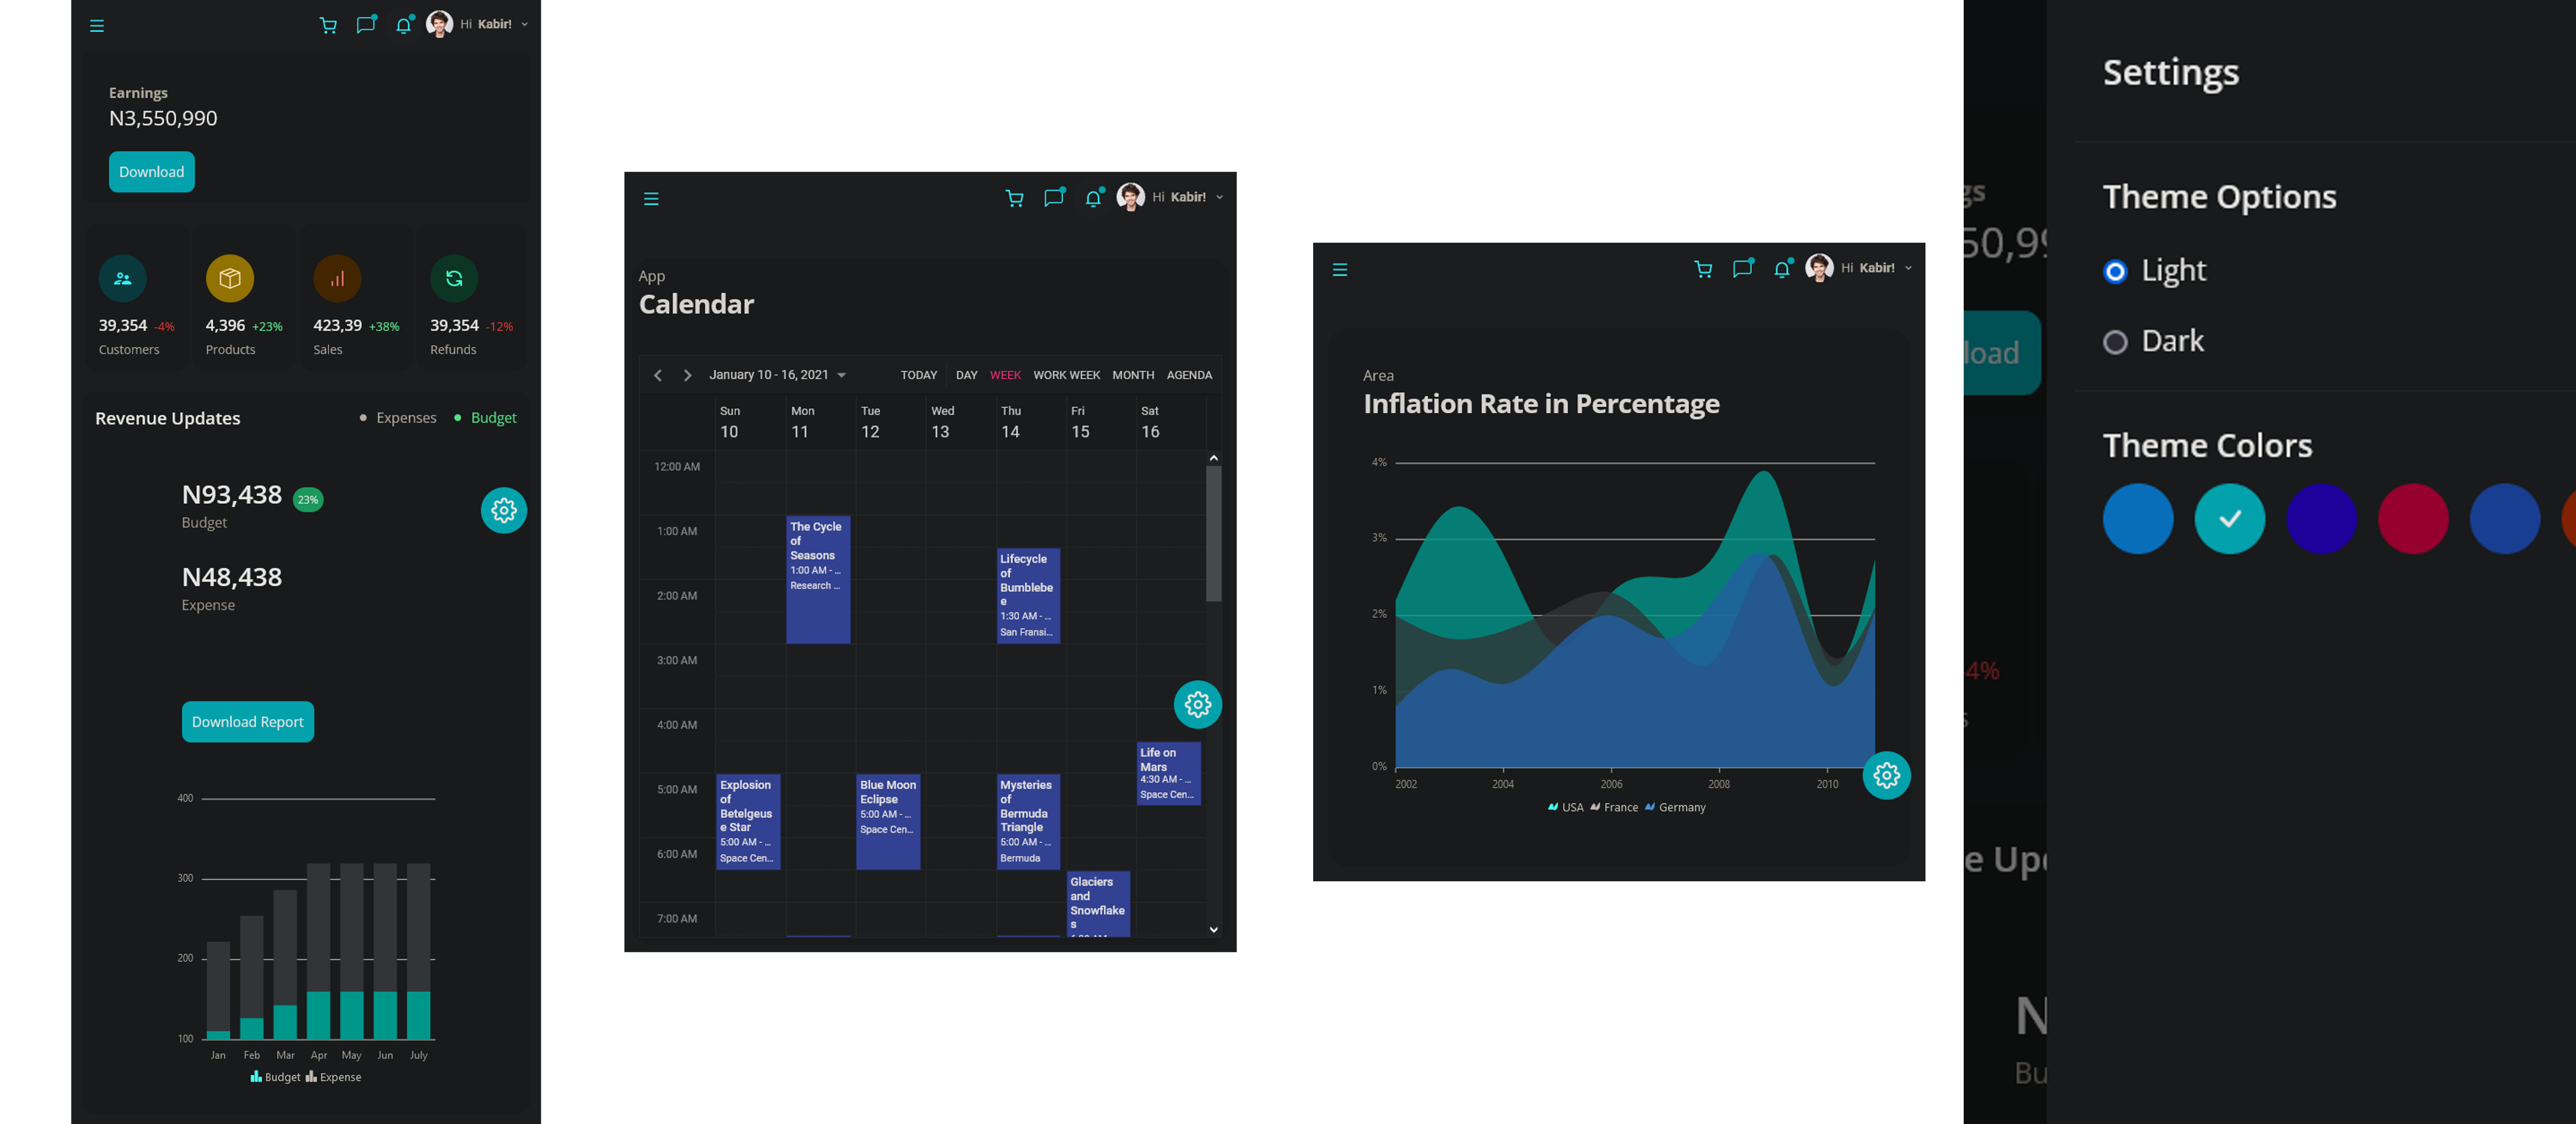 Hi Kabir!
Earnings
N3,550,990
Download
39,354 -4%
Customers
4,396 +23%
Products
423,39 +38%
Sales
39,354 -12%
Refunds
Revenue Updates
Expenses
Budget
N93,438 23%
Budget
N48,438
Expense
Download Report
400
300
200
100
Jan Feb Mar Apr May Jun July
Budget Expense
Hi Kabir!
App
Calendar
January 10 - 16, 2021
TODAY DAY WEEK WORK WEEK MONTH AGENDA
Sun Mon Tue Wed Thu Fri Sat
10 11 12 13 14 15 16
12:00 AM
1:00 AM
2:00 AM
3:00 AM
4:00 AM
5:00 AM
6:00 AM
7:00 AM
The Cycle
of
Seasons
1:00 AM - ...
Research ...
Lifecycle
of
Bumblebe
e
1:30 AM - ...
San Fransi...
Life on
Mars
4:30 AM - ...
Space Cen...
Explosion
of
Betelgeus
e Star
5:00 AM - ...
Space Cen...
Blue Moon
Eclipse
5:00 AM - ...
Space Cen...
Mysteries
of
Bermuda
Triangle
5:00 AM - ...
Bermuda
Glaciers
and
Snowflake
s
Hi Kabir!
Area
Inflation Rate in Percentage
4%
3%
2%
1%
0%
2002 2004 2006 2008 2010
USA France Germany
gs
50,99
load
4%
s
e Up
N
Bu
Settings
Theme Options
Light
Dark
Theme Colors